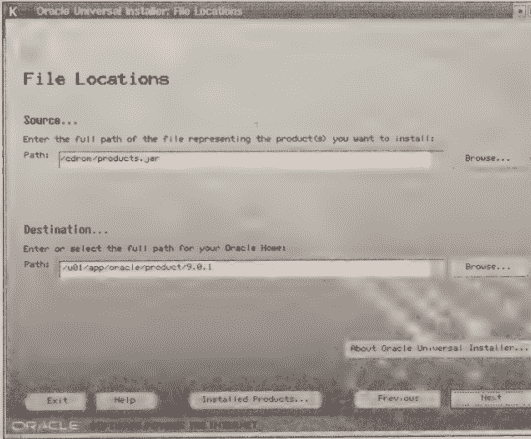 K Oracle Universal Installer: File Locations
File Locations
Source...
Enter the full path of the file representing the product(s) you want to install:
Path: /cdrom/products.jar Browse...
Destination...
Enter or select the full path for your Oracle Home:
Path: /u01/app/oracle/product/9.0.1 Browse...
About Oracle Universal Installer...
Exit Help Installed Products... Previous Next
ORACLE